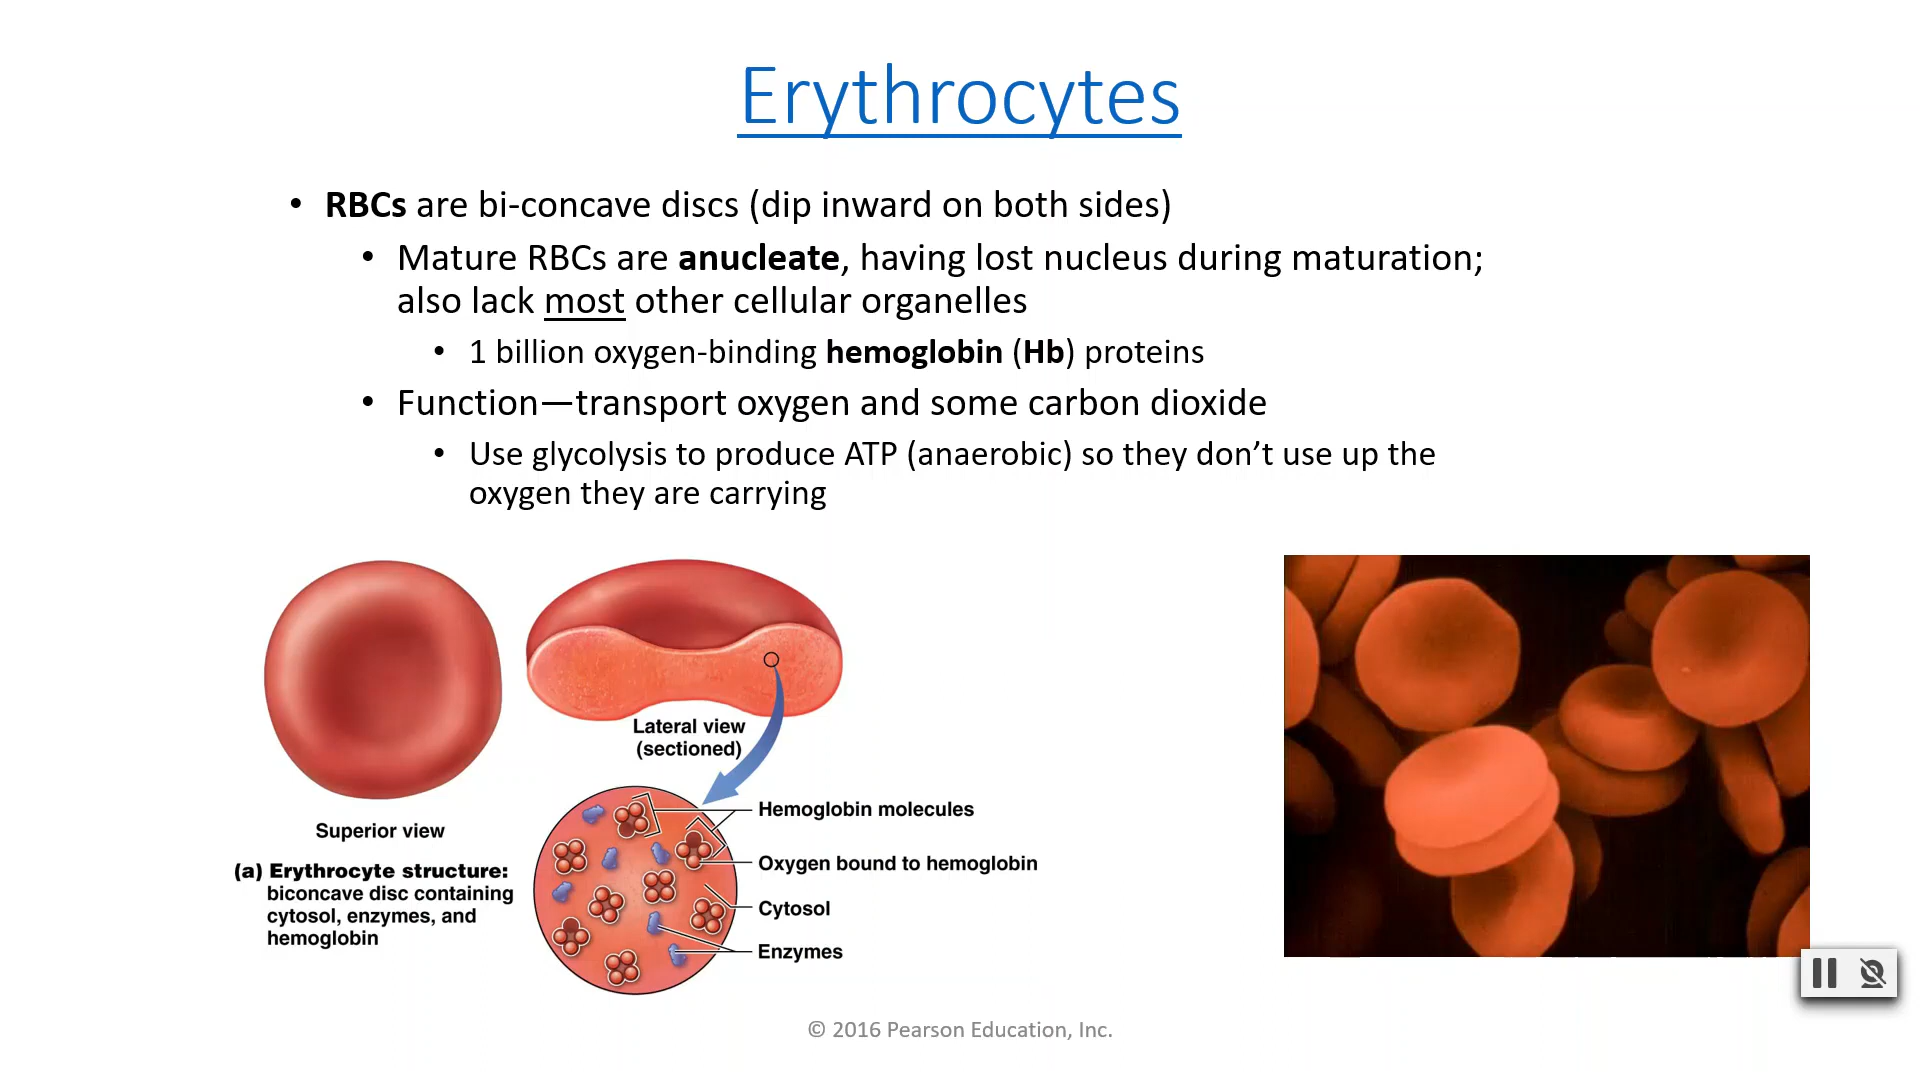 Erythrocytes
• RBCs are bi-concave discs (dip inward on both sides)
• Mature RBCs are anucleate, having lost nucleus during maturation;
also lack most other cellular organelles
• 1 billion oxygen-binding hemoglobin (Hb) proteins
• Function—transport oxygen and some carbon dioxide
• Use glycolysis to produce ATP (anaerobic) so they don’t use up the
oxygen they are carrying
Lateral view
(sectioned)
Superior view
(a) Erythrocyte structure:
biconcave disc containing
cytosol, enzymes, and
hemoglobin
Hemoglobin molecules
Oxygen bound to hemoglobin
Cytosol
Enzymes
© 2016 Pearson Education, Inc.